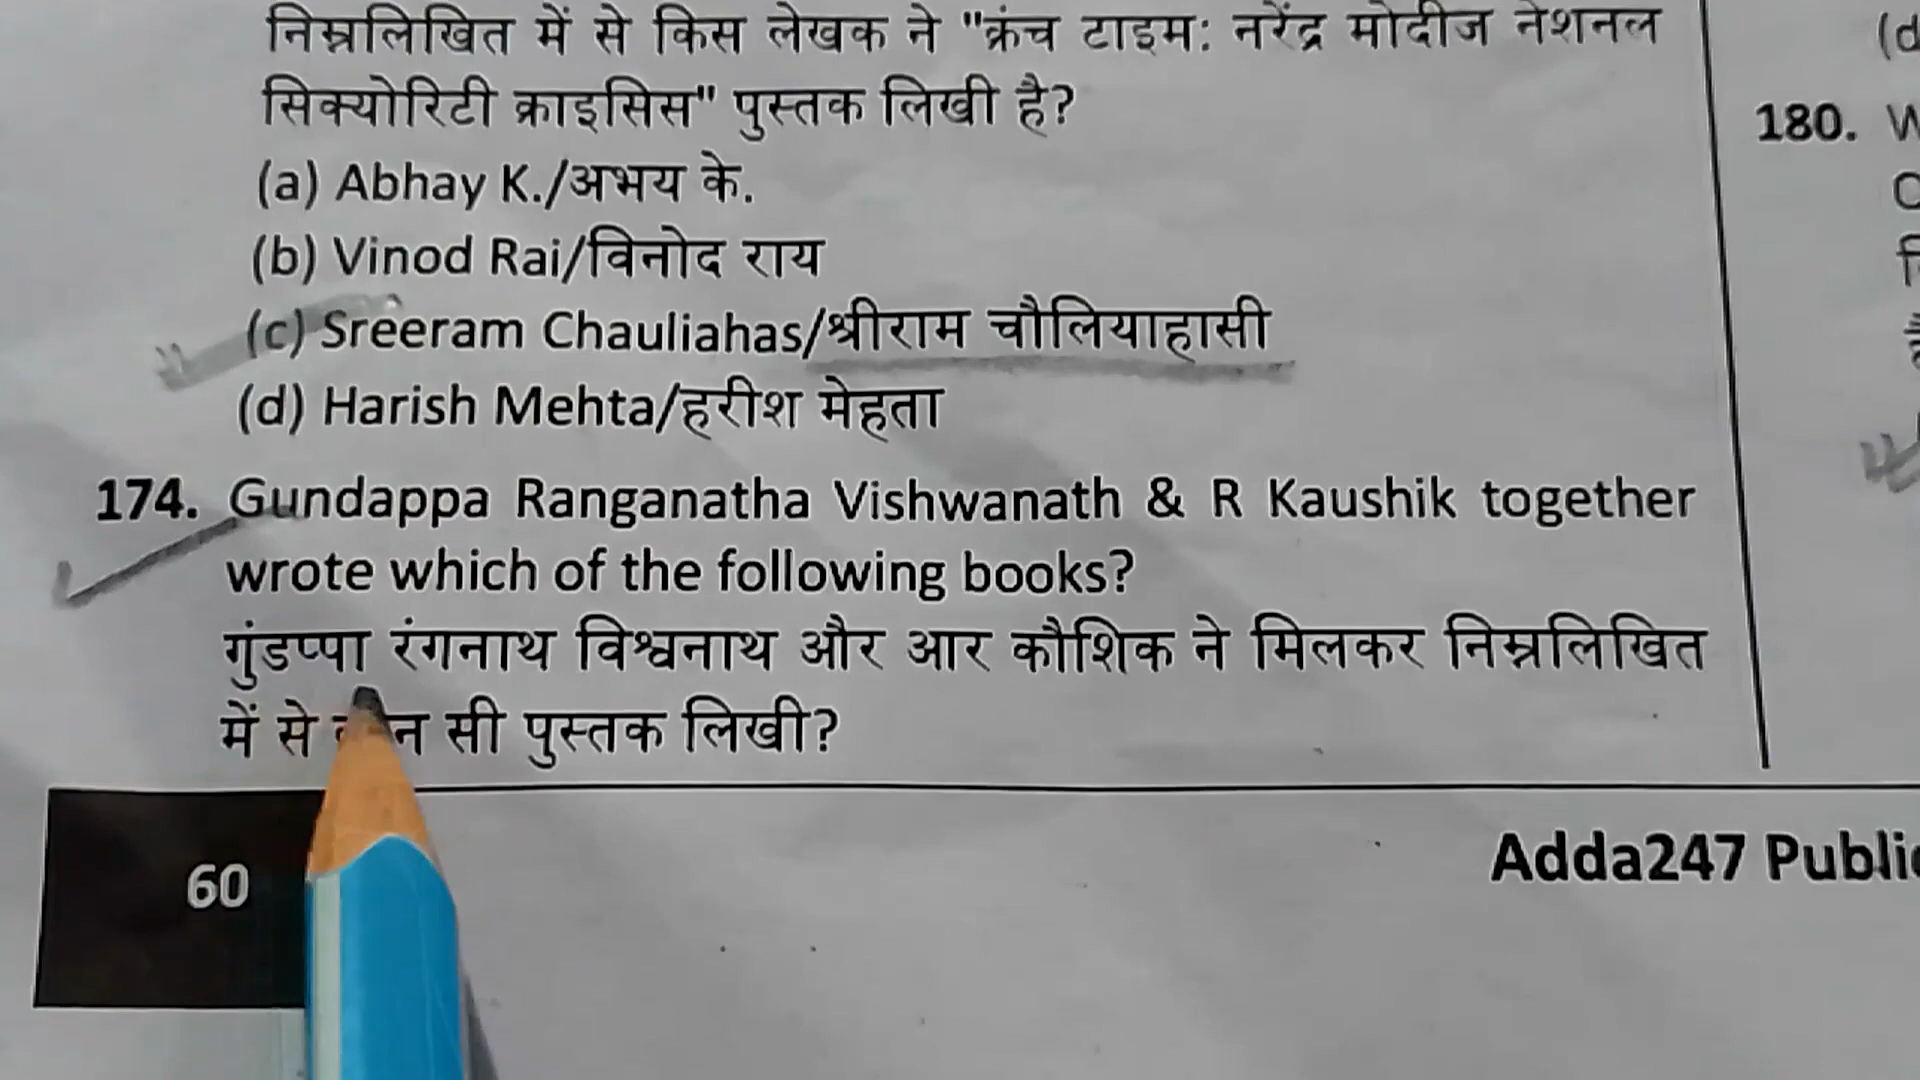 निम्नलिखित में से किस लेखक ने "क्रंच टाइम: नरेंद्र मोदीज नेशनल
सिक्योरिटी क्राइसिस" पुस्तक लिखी है?
(a) Abhay K./अभय के.
(b) Vinod Rai/विनोद राय
(c) Sreeram Chauliahas/श्रीराम चौलियाहासी
(d) Harish Mehta/हरीश मेहता
174. Gundappa Ranganatha Vishwanath & R Kaushik together
wrote which of the following books?
गुंडप्पा रंगनाथ विश्वनाथ और आर कौशिक ने मिलकर निम्नलिखित
में से सी पुस्तक लिखी?
60
Adda247
(d
180.